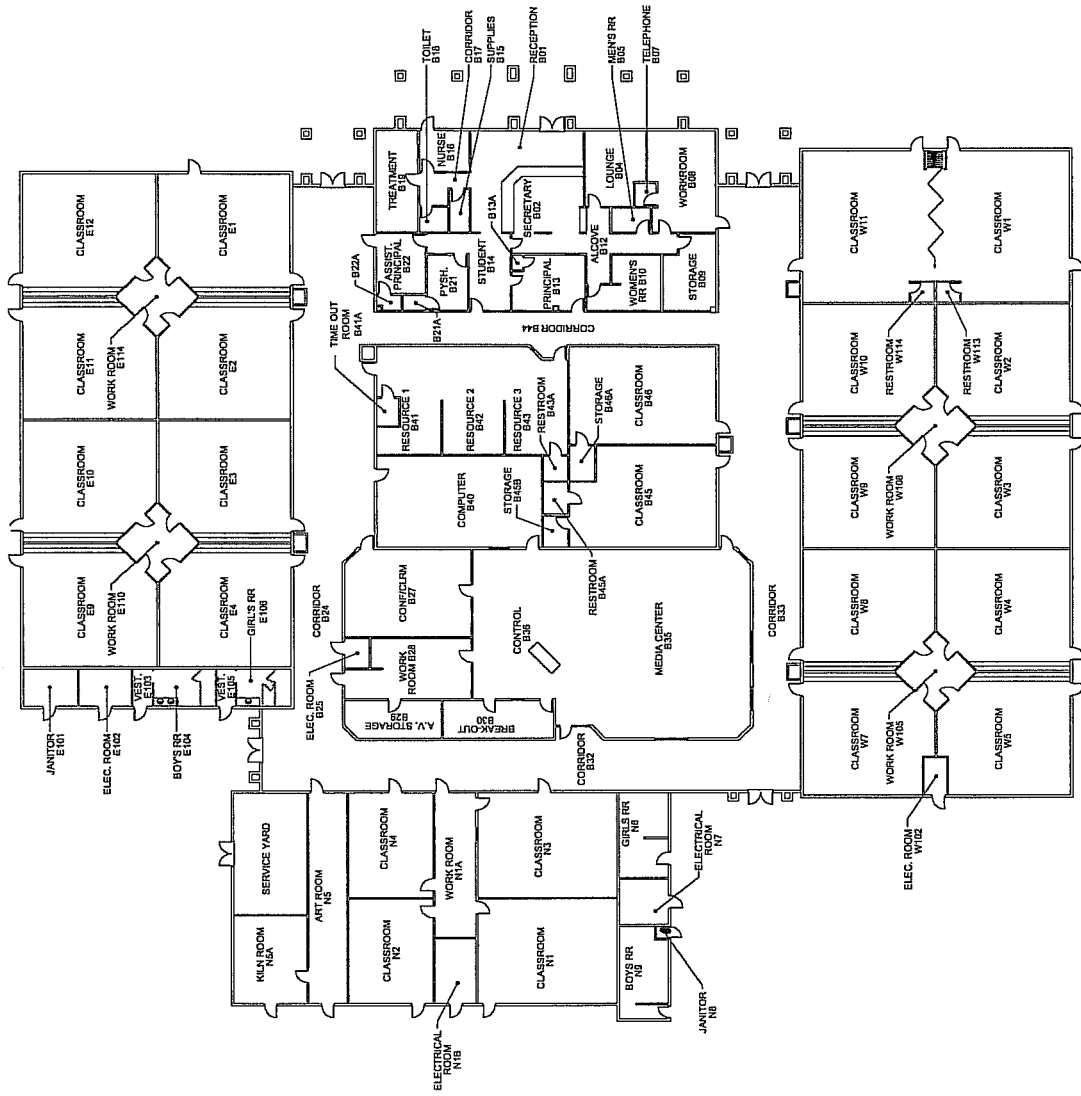 TOILET
B18
CORRIDOR
B17
SUPPLIES
B15
RECEPTION
B01
MEN'S RR
B05
TELEPHONE
B07
TREATMENT
B19
NURSE
B16
LOUNGE
B04
WORKROOM
B08
SECRETARY
B02
B13A
ALCOVE
B12
B22A
ASSIST.
PRINCIPAL
B22
PYSH.
B21
STUDENT
B14
PRINCIPAL
B13
WOMEN'S
RR B10
STORAGE
B09
B21A
CORRIDOR B44
TIME OUT
ROOM
B41A
RESOURCE 1
B41
RESOURCE 2
B42
RESOURCE 3
B43
RESTROOM
B43A
STORAGE
B46A
CLASSROOM
B46
COMPUTER
B40
STORAGE
B45B
CLASSROOM
B45
RESTROOM
B45A
CORRIDOR
B24
CONF/CLRM
B27
CONTROL
B36
MEDIA CENTER
B35
CORRIDOR
B33
WORK
ROOM B28
ELEC. ROOM
B25
A.V. STORAGE
B29
BREAK-OUT
B30
CORRIDOR
B32
CLASSROOM
E12
CLASSROOM
E1
WORK ROOM
E114
CLASSROOM
E11
CLASSROOM
E2
CLASSROOM
E10
CLASSROOM
E3
WORK ROOM
E110
CLASSROOM
E9
CLASSROOM
E4
GIRL'S RR
E106
VEST.
E103
VEST.
E105
JANITOR
E101
ELEC. ROOM
E102
BOY'S RR
E104
CLASSROOM
W11
CLASSROOM
W1
RESTROOM
W114
RESTROOM
W113
CLASSROOM
W10
CLASSROOM
W2
WORK ROOM
W108
CLASSROOM
W9
CLASSROOM
W3
CLASSROOM
W8
CLASSROOM
W4
WORK ROOM
W105
CLASSROOM
W7
CLASSROOM
W5
ELEC. ROOM
W102
SERVICE YARD
KILN ROOM
N5A
ART ROOM
N5
CLASSROOM
N4
CLASSROOM
N2
WORK ROOM
N1A
ELECTRICAL
ROOM
N1B
CLASSROOM
N3
CLASSROOM
N1
GIRLS RR
N6
ELECTRICAL
ROOM
N7
BOYS RR
N9
JANITOR
N8